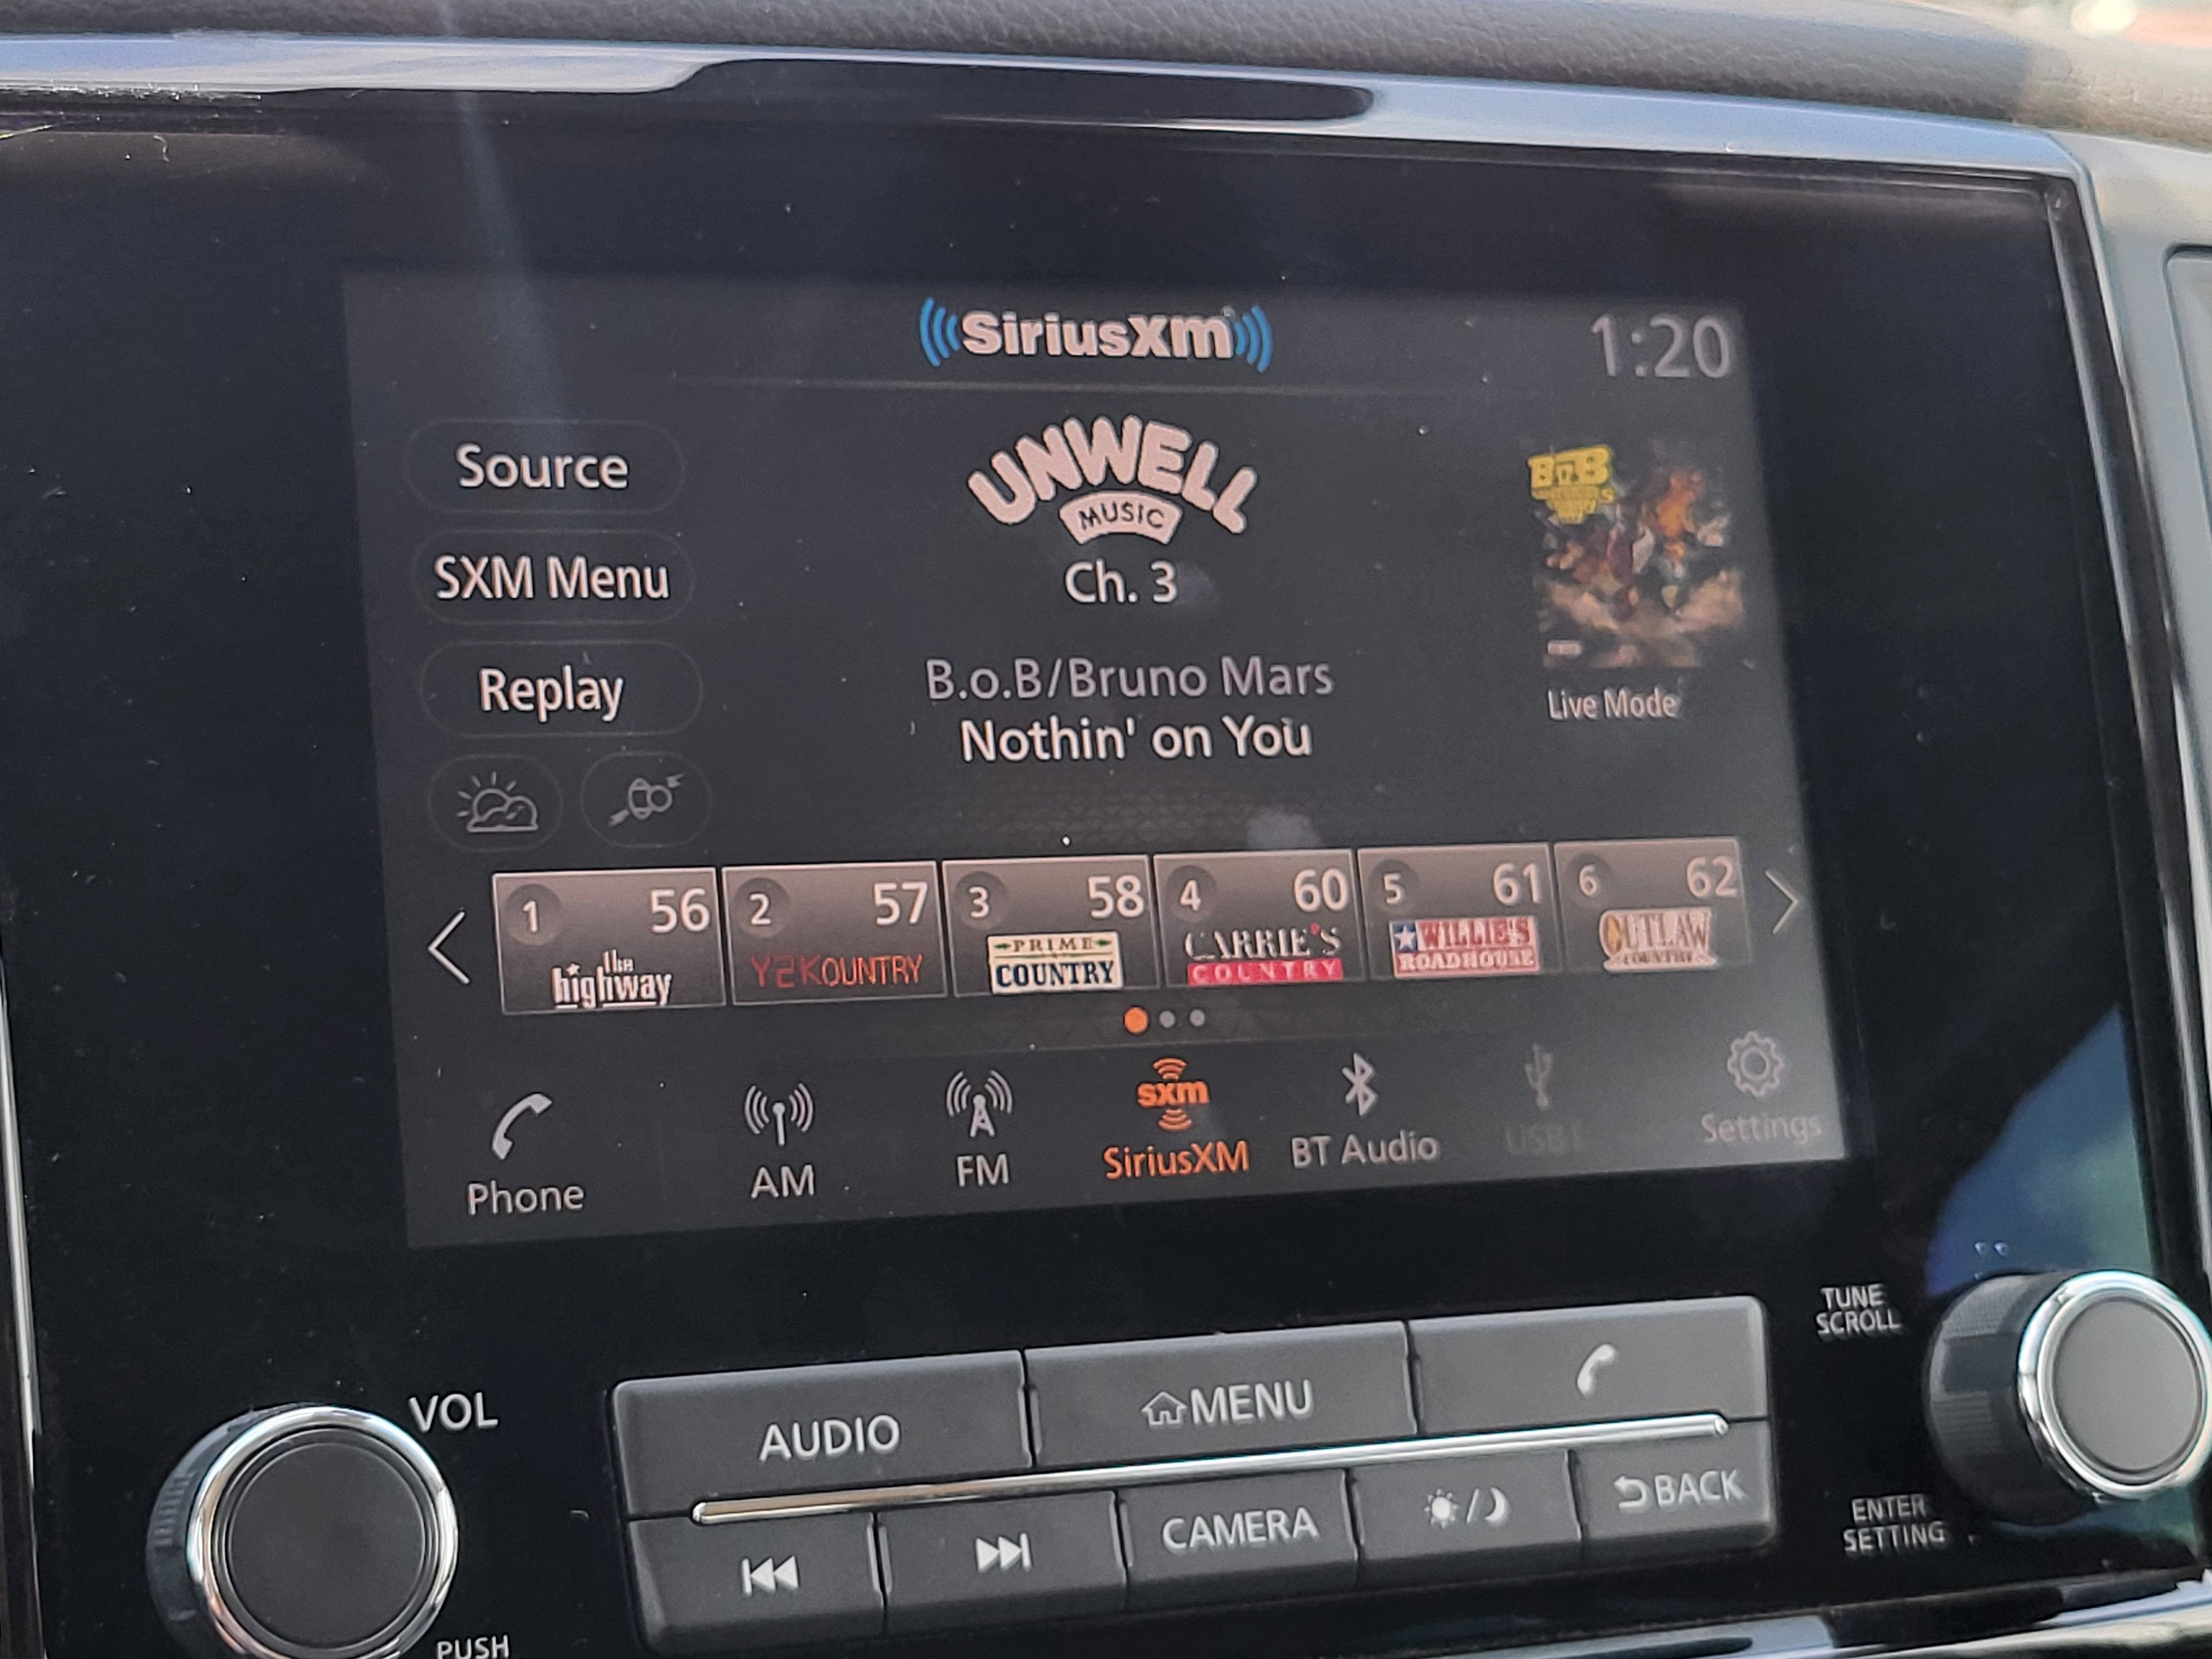 SiriusXm
1:20
Source
SXM Menu
Replay
UNWELL
MUSIC
Ch. 3
B.o.B/Bruno Mars
Nothin' on You
B.o.B
Live Mode
1 56
the
highway
2 57
Y2KOUNTRY
3 58
PRIME
COUNTRY
4 60
CARRIE'S
COUNTRY
5 61
WILLIE'S
ROADHOUSE
6 62
OUTLAW
COUNTRY
Phone
AM
FM
sxm
SiriusXM
BT Audio
USB1
Settings
VOL
PUSH
AUDIO
MENU
CAMERA
BACK
TUNE
SCROLL
ENTER
SETTING